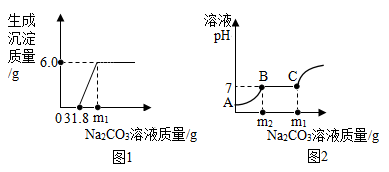 生成
沉淀
质量
/g
6.0
0 31.8 m₁
Na₂CO₃溶液质量/g
图1
溶液
pH
7
A
B
C
m₂ m₁
Na₂CO₃溶液质量/g
图2